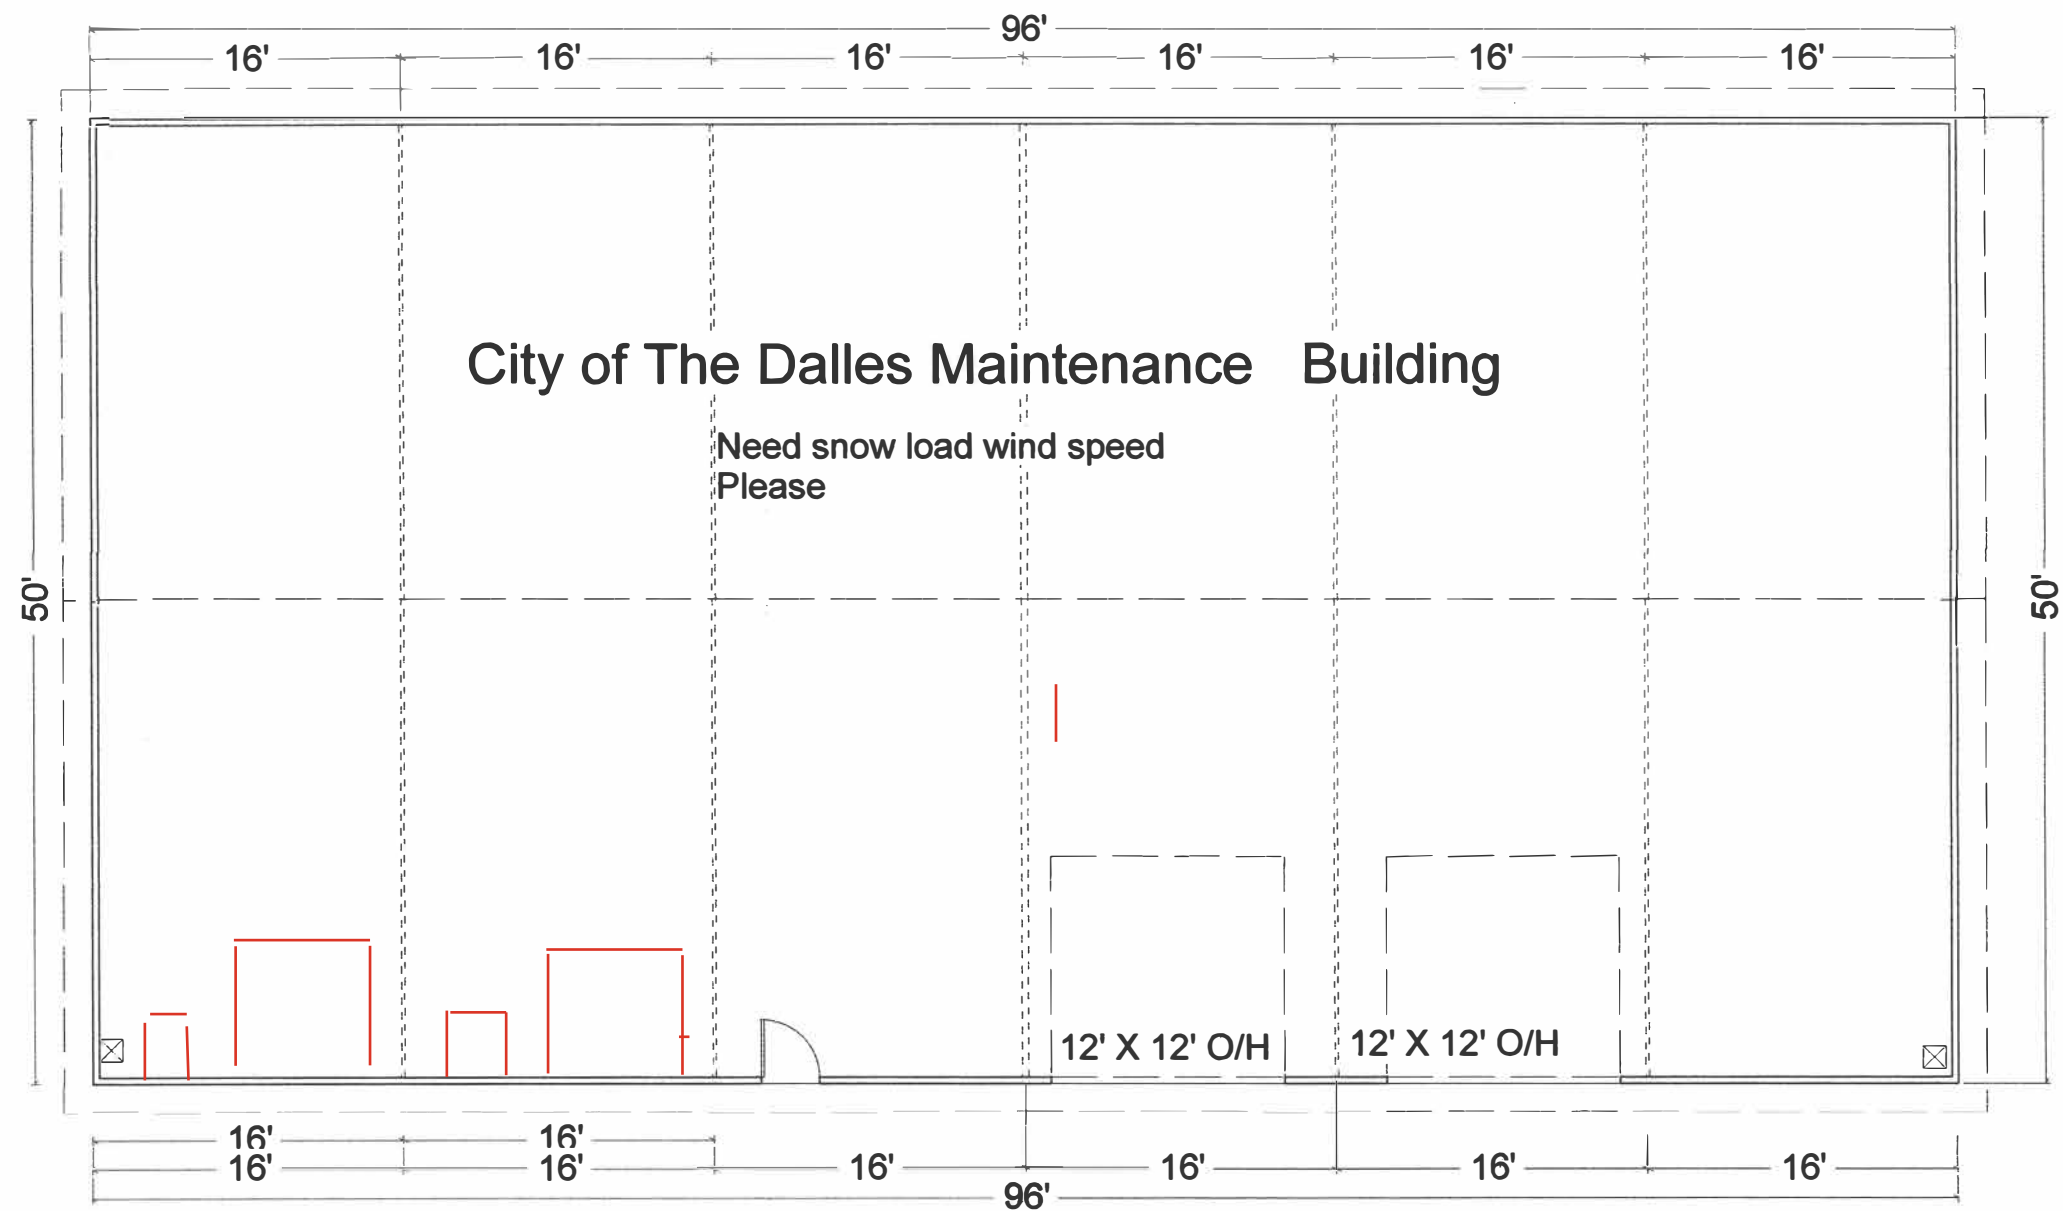 96'
16' 16' 16' 16' 16' 16'
City of The Dalles Maintenance Building
Need snow load wind speed
Please
50'
50'
12' X 12' O/H
12' X 12' O/H
16' 16'
16' 16' 16' 16' 16' 16'
96'